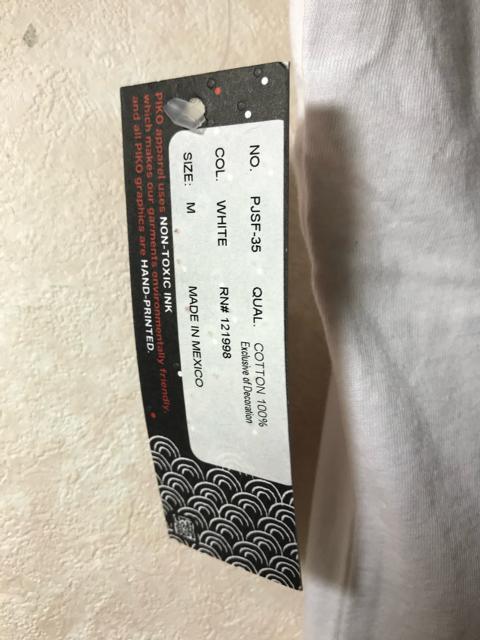 NO. PJSF-35 QUAL. COTTON 100%
Exclusive of Decoration
COL. WHITE RN# 121998
SIZE: M MADE IN MEXICO
PIKO apparel uses NON-TOXIC INK
which makes our garments environmentally friendly,
and all PIKO graphics are HAND-PRINTED.